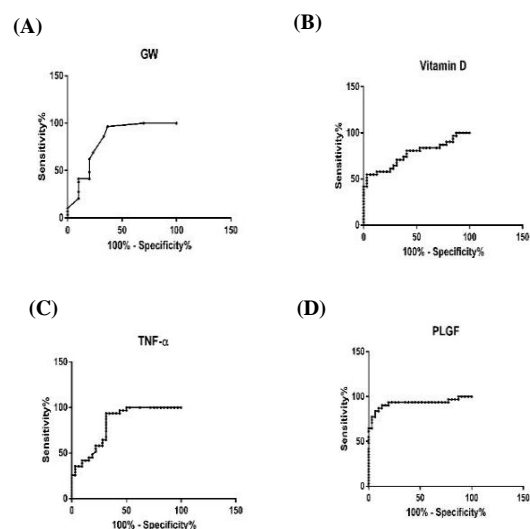 (A)
GW
150
100
50
0
Sensitivity%
0 50 100 150
100% - Specificity%
(B)
Vitamin D
150
100
50
0
Sensitivity%
0 50 100 150
100% - Specificity%
(C)
TNF-α
150
100
50
0
Sensitivity%
0 50 100 150
100% - Specificity%
(D)
PLGF
150
100
50
0
Sensitivity%
0 50 100 150
100% - Specificity%